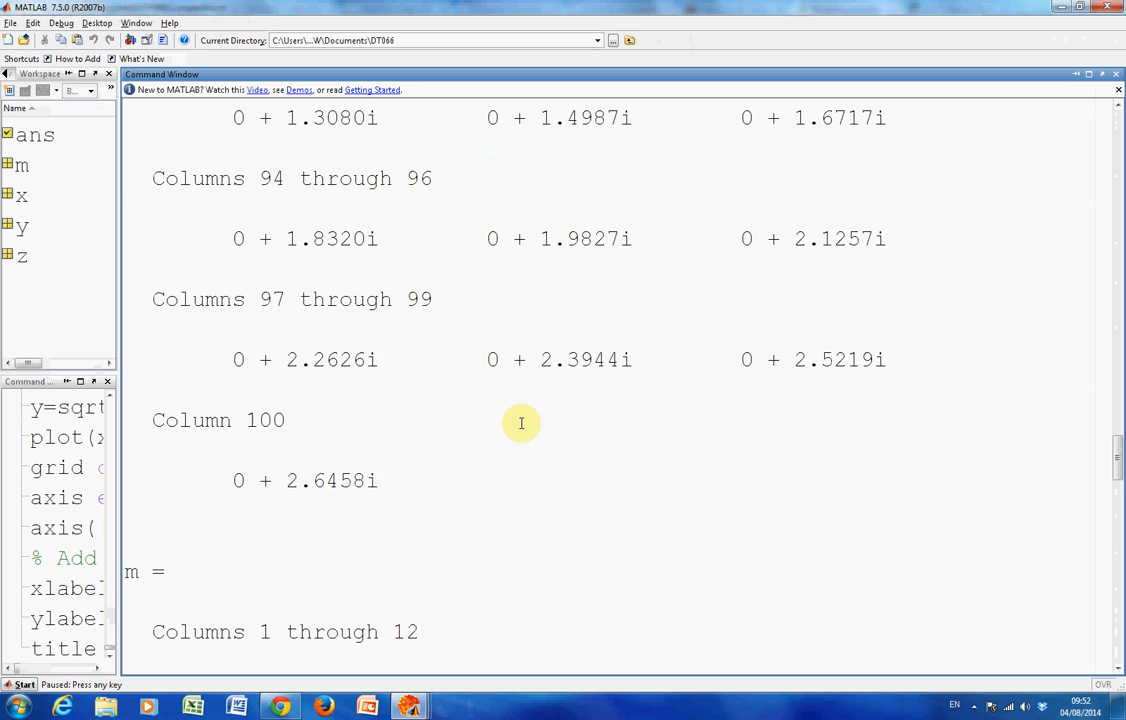 MATLAB 7.5.0 (R2007b)
File Edit Debug Desktop Window Help
Current Directory: C:\Users\...W\Documents\DT066
Shortcuts How to Add What's New
Workspace
Command Window
B...
New to MATLAB? Watch this Video, see Demos, or read Getting Started.
Name
ans
m
x
y
z
0 + 1.3080i 0 + 1.4987i 0 + 1.6717i
Columns 94 through 96
0 + 1.8320i 0 + 1.9827i 0 + 2.1257i
Columns 97 through 99
0 + 2.2626i 0 + 2.3944i 0 + 2.5219i
Column 100
0 + 2.6458i
m =
Columns 1 through 12
Command ...
y=sqrt
plot(x
grid
axis
axis(
% Add
xlabel
ylabel
title
Start Paused: Press any key
OVR
EN
09:52
04/08/2014